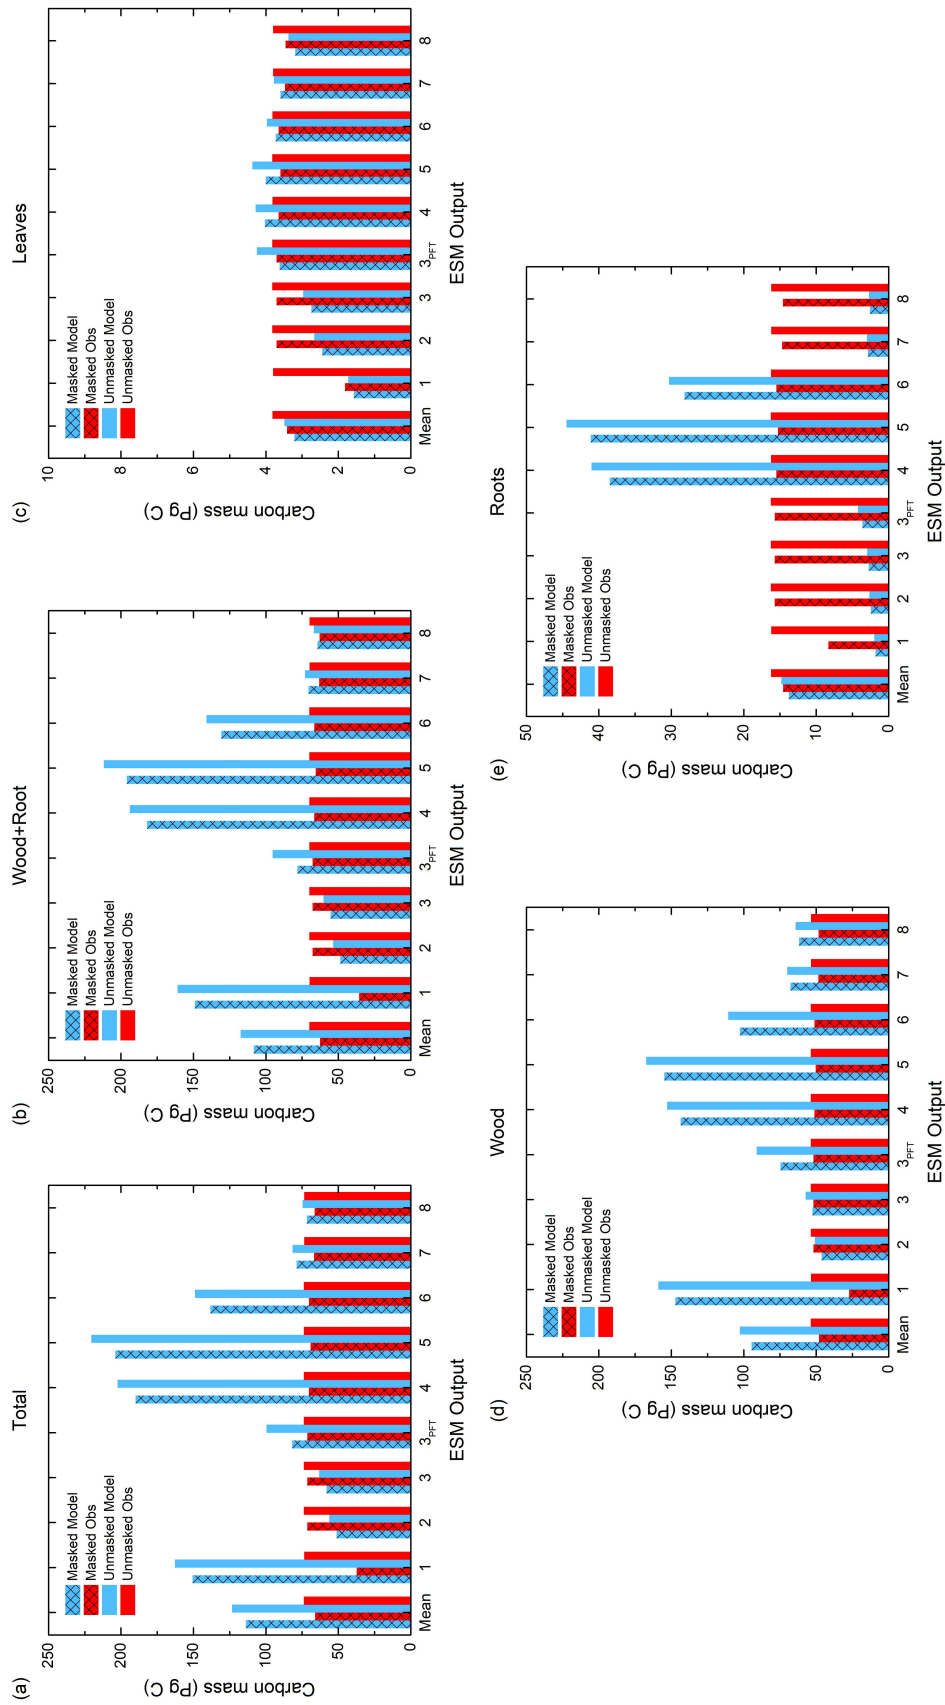 (a)
Total
Masked Model
Masked Obs
Unmasked Model
Unmasked Obs
Carbon mass (Pg C)
250
200
150
100
50
0
Mean 1 2 3 3PFT 4 5 6 7 8
ESM Output
(b)
Wood+Root
Masked Model
Masked Obs
Unmasked Model
Unmasked Obs
Carbon mass (Pg C)
250
200
150
100
50
0
Mean 1 2 3 3PFT 4 5 6 7 8
ESM Output
(c)
Leaves
Masked Model
Masked Obs
Unmasked Model
Unmasked Obs
Carbon mass (Pg C)
10
8
6
4
2
0
Mean 1 2 3 3PFT 4 5 6 7 8
ESM Output
(d)
Wood
Masked Model
Masked Obs
Unmasked Model
Unmasked Obs
Carbon mass (Pg C)
250
200
150
100
50
0
Mean 1 2 3 3PFT 4 5 6 7 8
ESM Output
(e)
Roots
Masked Model
Masked Obs
Unmasked Model
Unmasked Obs
Carbon mass (Pg C)
50
40
30
20
10
0
Mean 1 2 3 3PFT 4 5 6 7 8
ESM Output